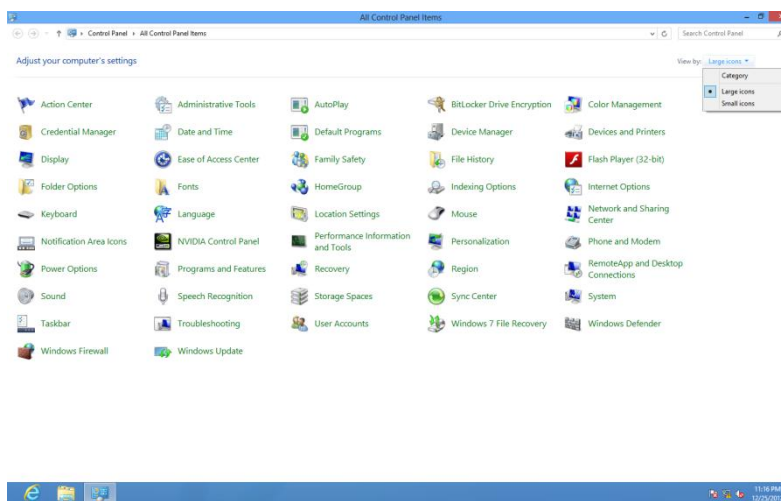 All Control Panel Items
Control Panel All Control Panel Items
Search Control Panel
Adjust your computer's settings
View by: Large icons
Category
Large icons
Small icons
Action Center
Administrative Tools
AutoPlay
BitLocker Drive Encryption
Color Management
Credential Manager
Date and Time
Default Programs
Device Manager
Devices and Printers
Display
Ease of Access Center
Family Safety
File History
Flash Player (32-bit)
Folder Options
Fonts
HomeGroup
Indexing Options
Internet Options
Keyboard
Language
Location Settings
Mouse
Network and Sharing
Center
Notification Area Icons
NVIDIA Control Panel
Performance Information
and Tools
Personalization
Phone and Modem
Power Options
Programs and Features
Recovery
Region
RemoteApp and Desktop
Connections
Sound
Speech Recognition
Storage Spaces
Sync Center
System
Taskbar
Troubleshooting
User Accounts
Windows 7 File Recovery
Windows Defender
Windows Firewall
Windows Update
11:16 PM